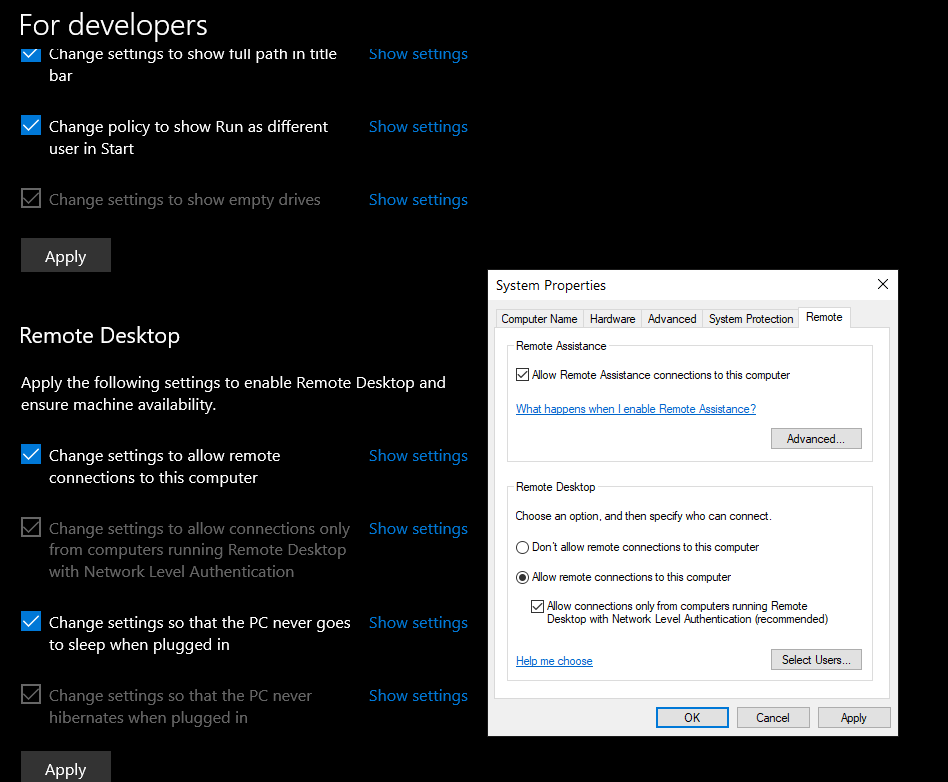 For developers
Change settings to show full path in title
bar
Show settings
Change policy to show Run as different
user in Start
Show settings
Change settings to show empty drives
Show settings
Apply
Remote Desktop
Apply the following settings to enable Remote Desktop and
ensure machine availability.
Change settings to allow remote
connections to this computer
Show settings
Change settings to allow connections only
from computers running Remote Desktop
with Network Level Authentication
Show settings
Change settings so that the PC never goes
to sleep when plugged in
Show settings
Change settings so that the PC never
hibernates when plugged in
Show settings
Apply
System Properties
Computer Name
Hardware
Advanced
System Protection
Remote
Remote Assistance
Allow Remote Assistance connections to this computer
What happens when I enable Remote Assistance?
Advanced...
Remote Desktop
Choose an option, and then specify who can connect.
Don't allow remote connections to this computer
Allow remote connections to this computer
Allow connections only from computers running Remote
Desktop with Network Level Authentication (recommended)
Help me choose
Select Users...
OK
Cancel
Apply